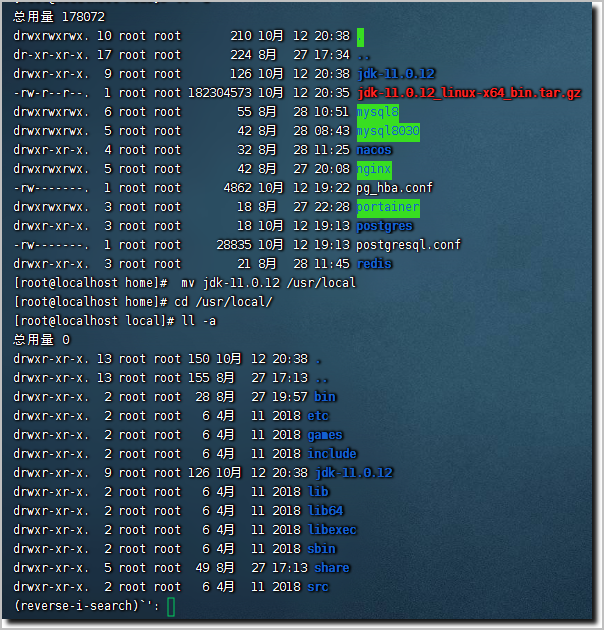 总用量 178072
drwxrwxrwx. 10 root root       210 10月 12 20:38 .
dr-xr-xr-x. 17 root root       224 8月   27 17:34 ..
drwxr-xr-x.  9 root root       126 10月 12 20:38 jdk-11.0.12
-rw-r--r--.  1 root root 182304573 10月 12 20:35 jdk-11.0.12_linux-x64_bin.tar.gz
drwxrwxrwx.  6 root root        55 8月   28 10:51 mysql8
drwxrwxrwx.  5 root root        42 8月   28 08:43 mysql8030
drwxr-xr-x.  4 root root        32 8月   28 11:25 nacos
drwxrwxrwx.  5 root root        42 8月   27 20:08 nginx
-rw-------.  1 root root      4862 10月 12 19:22 pg_hba.conf
drwxrwxrwx.  3 root root        18 8月   27 22:28 portainer
drwxr-xr-x.  3 root root        18 10月 12 19:13 postgres
-rw-------.  1 root root     28835 10月 12 19:13 postgresql.conf
drwxr-xr-x.  3 root root        21 8月   28 11:45 redis
[root@localhost home]#  mv jdk-11.0.12 /usr/local
[root@localhost home]# cd /usr/local/
[root@localhost local]# ll -a
总用量 0
drwxr-xr-x. 13 root root 150 10月 12 20:38 .
drwxr-xr-x. 13 root root 155 8月   27 17:13 ..
drwxr-xr-x.  2 root root  28 8月   27 19:57 bin
drwxr-xr-x.  2 root root   6 4月   11 2018 etc
drwxr-xr-x.  2 root root   6 4月   11 2018 games
drwxr-xr-x.  2 root root   6 4月   11 2018 include
drwxr-xr-x.  9 root root 126 10月 12 20:38 jdk-11.0.12
drwxr-xr-x.  2 root root   6 4月   11 2018 lib
drwxr-xr-x.  2 root root   6 4月   11 2018 lib64
drwxr-xr-x.  2 root root   6 4月   11 2018 libexec
drwxr-xr-x.  2 root root   6 4月   11 2018 sbin
drwxr-xr-x.  5 root root  49 8月   27 17:13 share
drwxr-xr-x.  2 root root   6 4月   11 2018 src
(reverse-i-search)`':